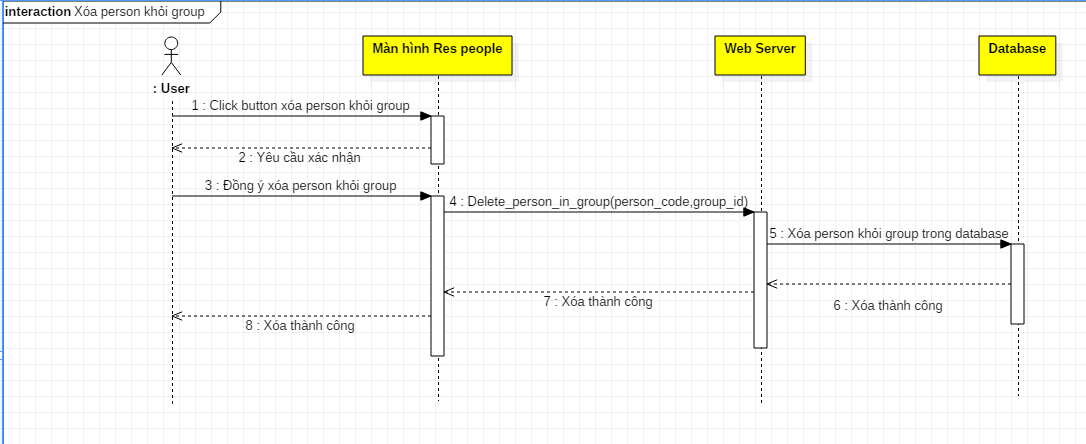 interaction Xóa person khỏi group
Màn hình Res people
Web Server
Database
: User
1 : Click button xóa person khỏi group
2 : Yêu cầu xác nhận
3 : Đồng ý xóa person khỏi group
4 : Delete_person_in_group(person_code,group_id)
5 : Xóa person khỏi group trong database
6 : Xóa thành công
7 : Xóa thành công
8 : Xóa thành công